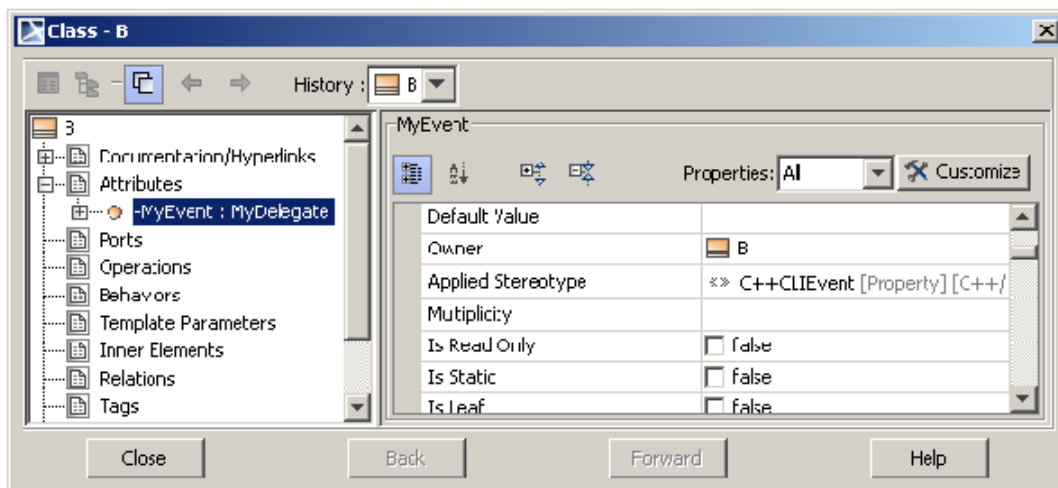 Class - B
History : B
B
Documentation/Hyperlinks
Attributes
-MyEvent : MyDelegate
Ports
Operations
Behaviors
Template Parameters
Inner Elements
Relations
Tags
MyEvent
Properties: All Customize
Default Value
Owner B
Applied Stereotype «» C++CLIEvent [Property] [C++/
Multiplicity
Is Read Only false
Is Static false
Is Leaf false
Close Back Forward Help